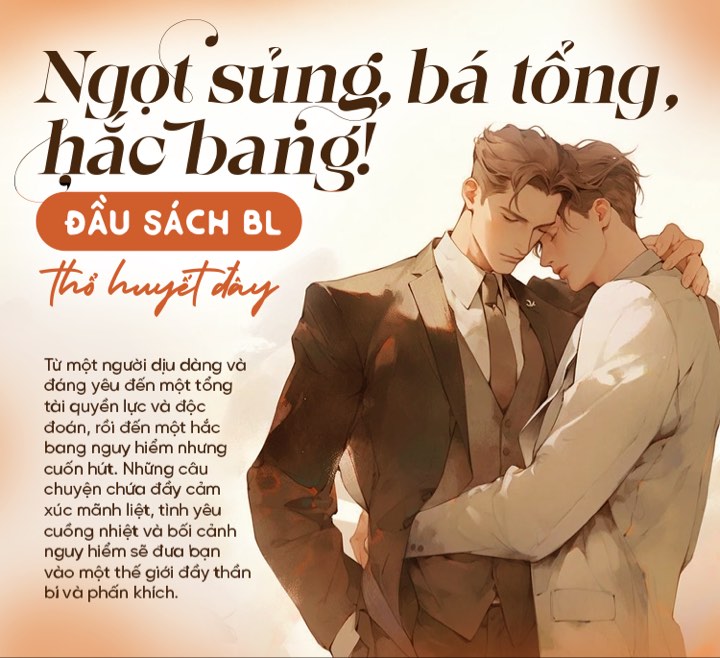 Ngọt sủng, bá tổng,
hắc bang!
ĐẦU SÁCH BL
thổ huyết đây
Từ một người dịu dàng và
đáng yêu đến một tổng
tài quyền lực và độc
đoán, rồi đến một hắc
bang nguy hiểm nhưng
cuốn hút. Những câu
chuyện chứa đầy cảm
xúc mãnh liệt, tình yêu
cuồng nhiệt và bối cảnh
nguy hiểm sẽ đưa bạn
vào một thế giới đầy thần
bí và phấn khích.